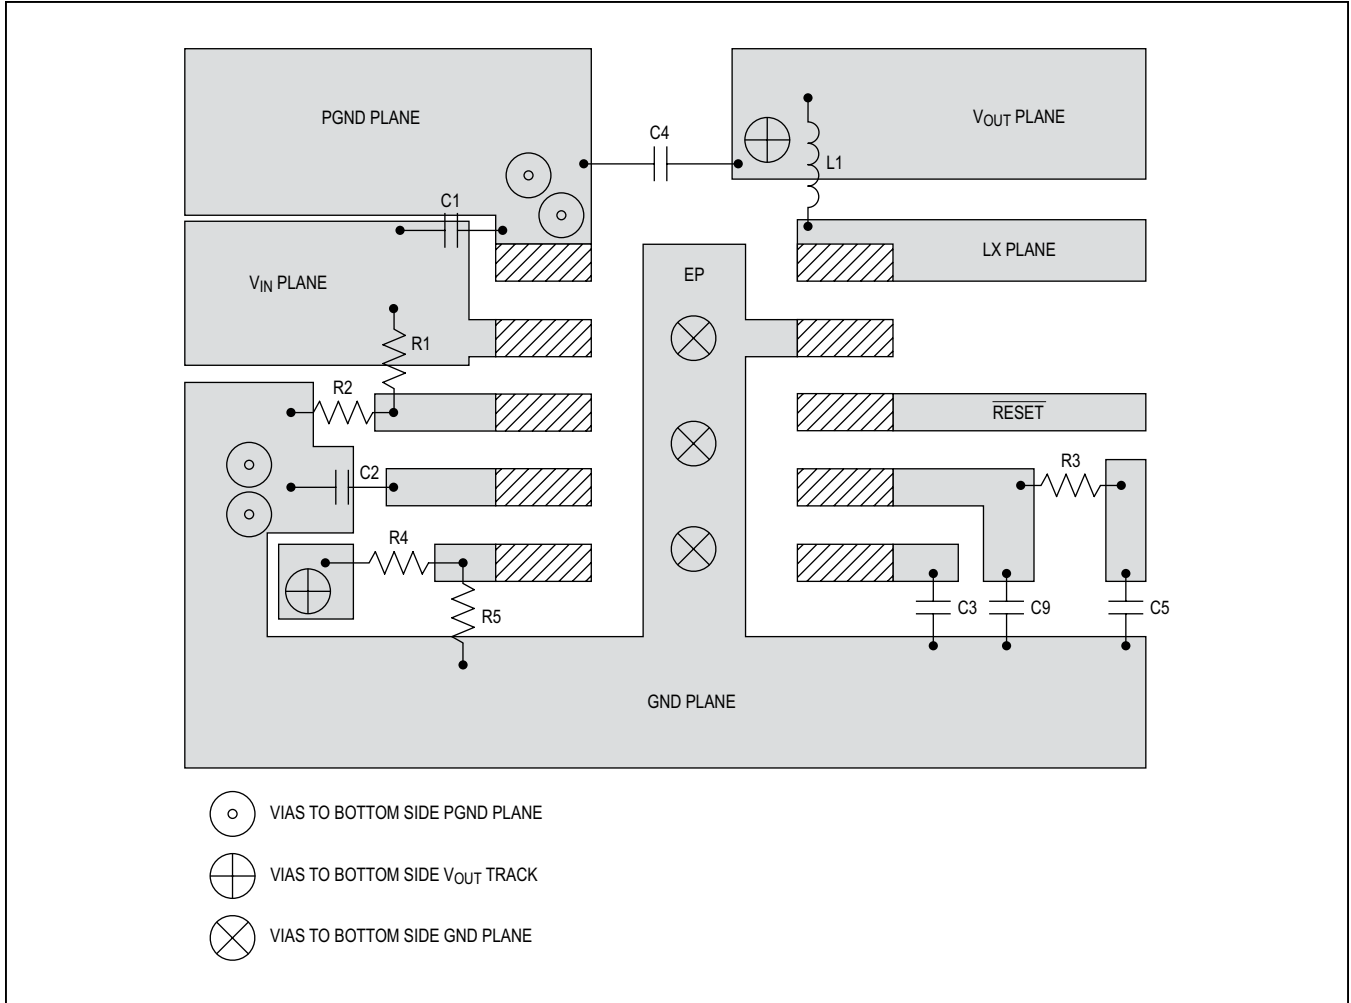 PGND PLANE
VOUT PLANE
C4
L1
C1
LX PLANE
VIN PLANE
EP
R1
R2
RESET
C2
R3
R4
R5
C3
C9
C5
GND PLANE
VIAS TO BOTTOM SIDE PGND PLANE
VIAS TO BOTTOM SIDE VOUT TRACK
VIAS TO BOTTOM SIDE GND PLANE